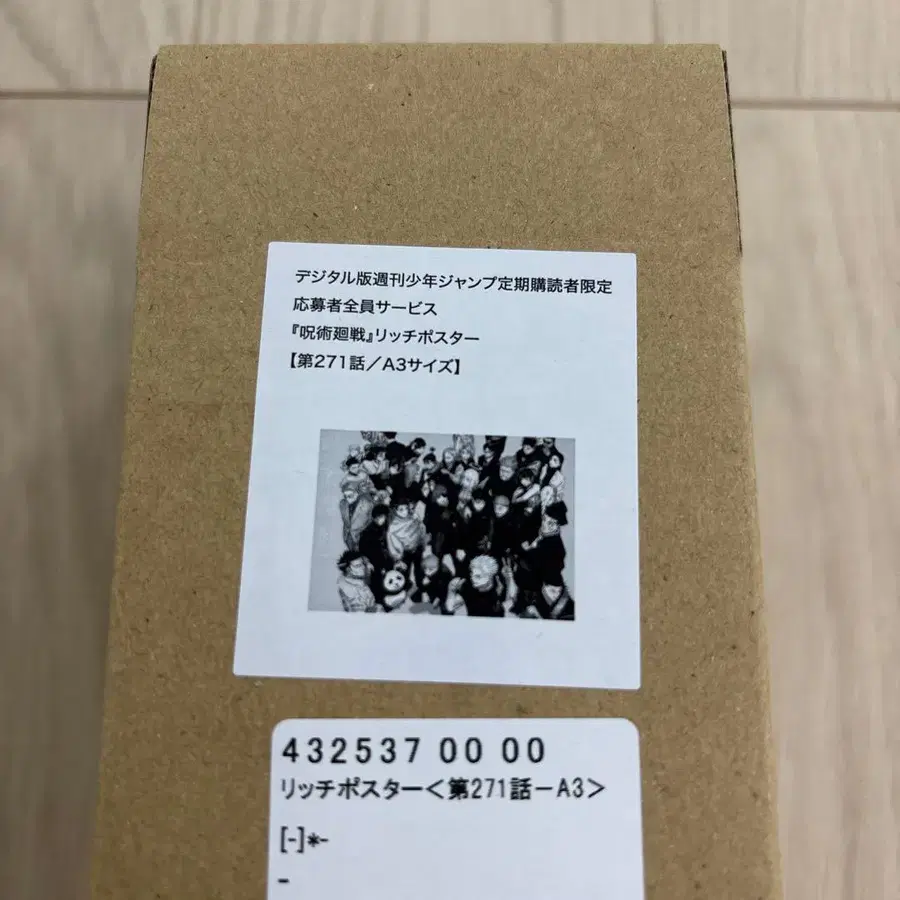 デジタル版週刊少年ジャンプ定期購読者限定
応募者全員サービス
『呪術廻戦』リッチポスター
【第271話／A3サイズ】
432537 00 00
リッチポスター＜第271話－A3＞
[-]*-
-